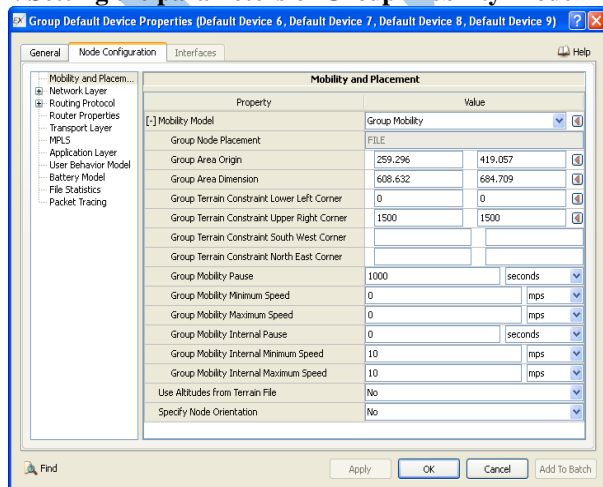 Setting
parameters of Group
Group Default Device Properties (Default Device 6, Default Device 7, Default Device 8, Default Device 9)
General Node Configuration Interfaces Help
Mobility and Placem...
Network Layer
Routing Protocol
Router Properties
Transport Layer
MPLS
Application Layer
User Behavior Model
Battery Model
File Statistics
Packet Tracing
Mobility and Placement
Property Value
[-] Mobility Model Group Mobility
Group Node Placement FILE
Group Area Origin 259.296 419.057
Group Area Dimension 608.632 684.709
Group Terrain Constraint Lower Left Corner 0 0
Group Terrain Constraint Upper Right Corner 1500 1500
Group Terrain Constraint South West Corner
Group Terrain Constraint North East Corner
Group Mobility Pause 1000 seconds
Group Mobility Minimum Speed 0 mps
Group Mobility Maximum Speed 0 mps
Group Mobility Internal Pause 0 seconds
Group Mobility Internal Minimum Speed 10 mps
Group Mobility Internal Maximum Speed 10 mps
Use Altitudes from Terrain File No
Specify Node Orientation No
Find Apply OK Cancel Add To Batch